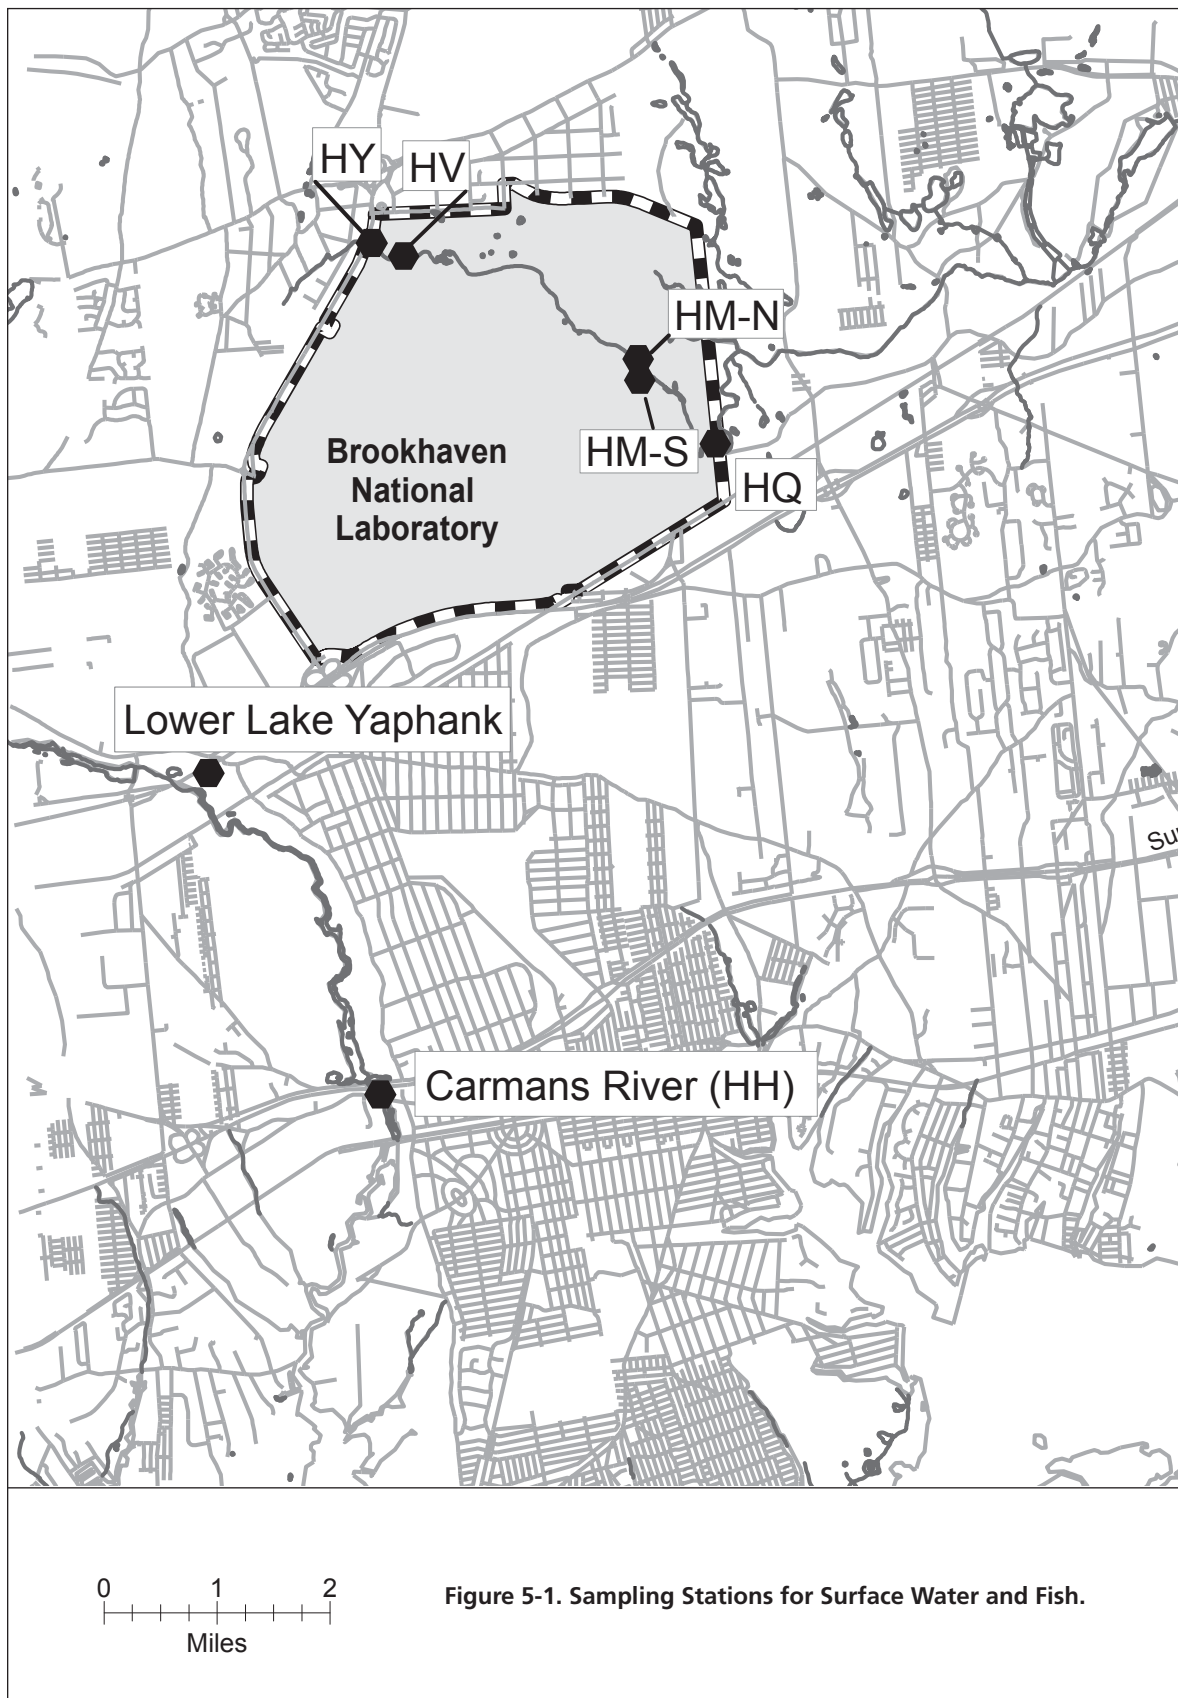 HY
HV
HM-N
HM-S
HQ
Brookhaven
National
Laboratory
Lower Lake Yaphank
Carmans River (HH)
0 1 2
Miles
Figure 5-1. Sampling Stations for Surface Water and Fish.